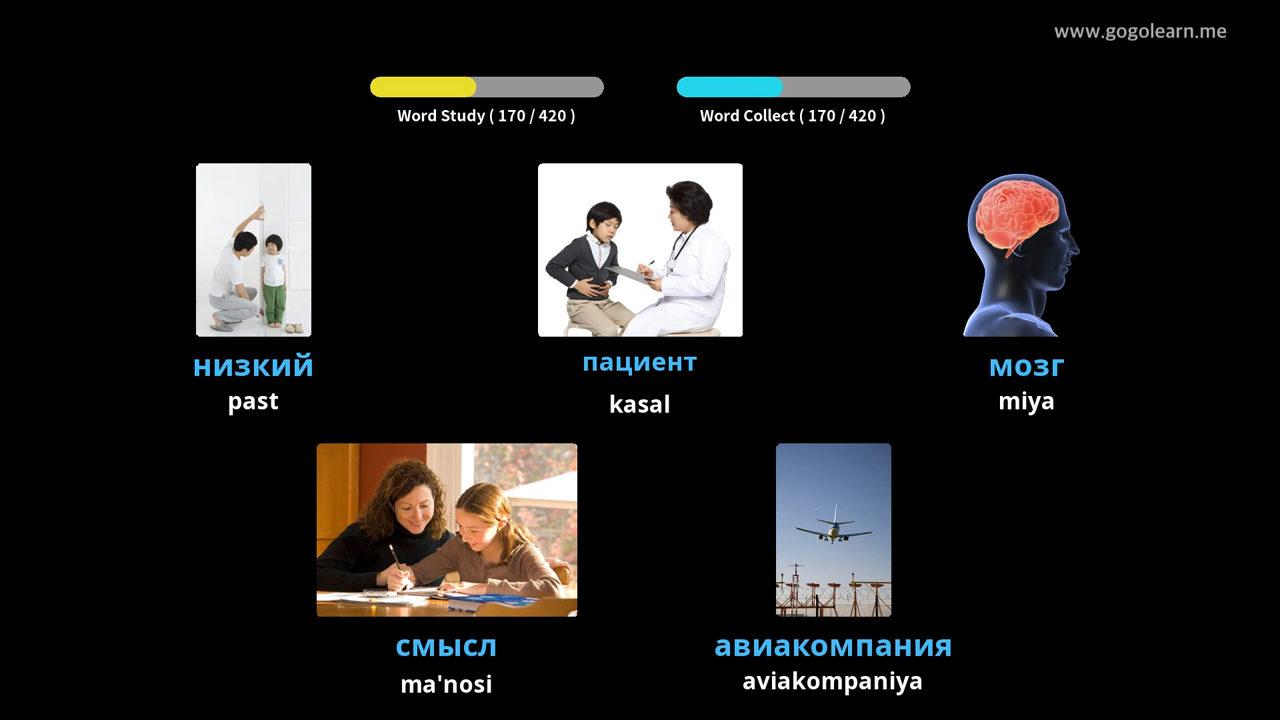 www.gogolearn.me
Word Study ( 170 / 420 )
Word Collect ( 170 / 420 )
низкий
past
пациент
kasal
мозг
miya
смысл
ma'nosi
авиакомпания
aviakompaniya